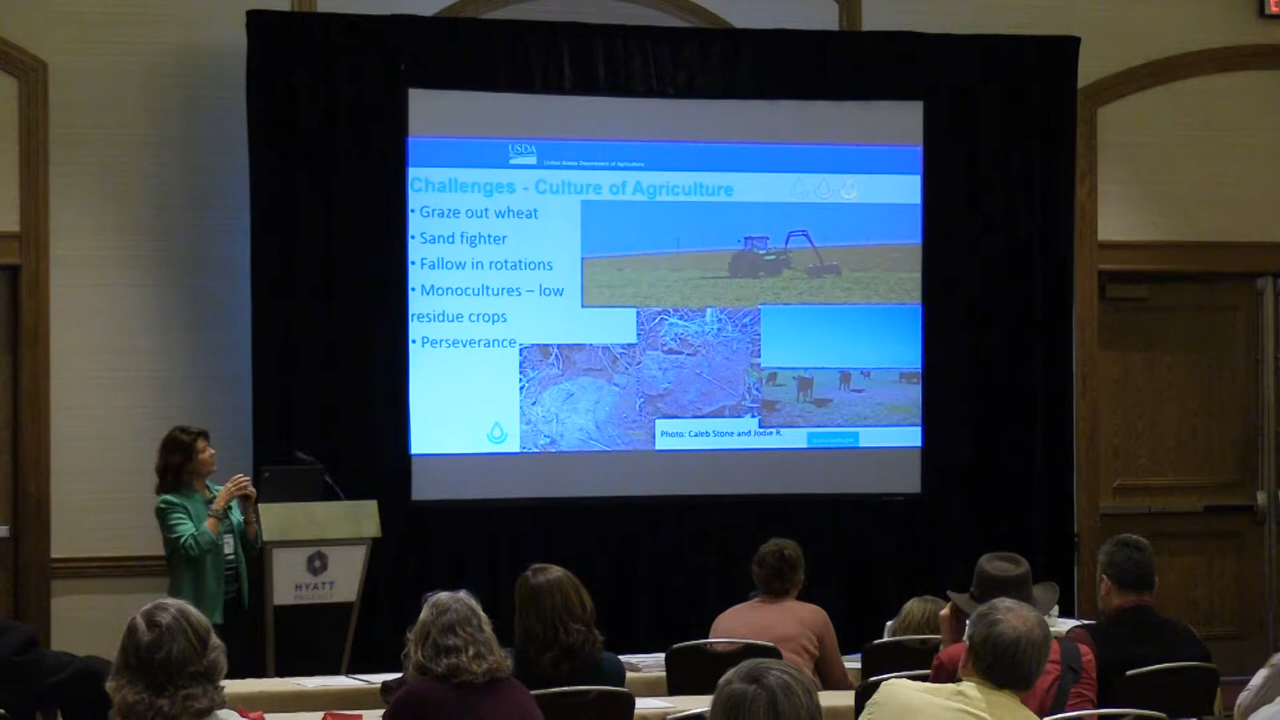 USDA
United States Department of Agriculture
Challenges - Culture of Agriculture
• Graze out wheat
• Sand fighter
• Fallow in rotations
• Monocultures – low
residue crops
• Perseverance
Photo: Caleb Stone and Jodie R.
HYATT
REGENCY